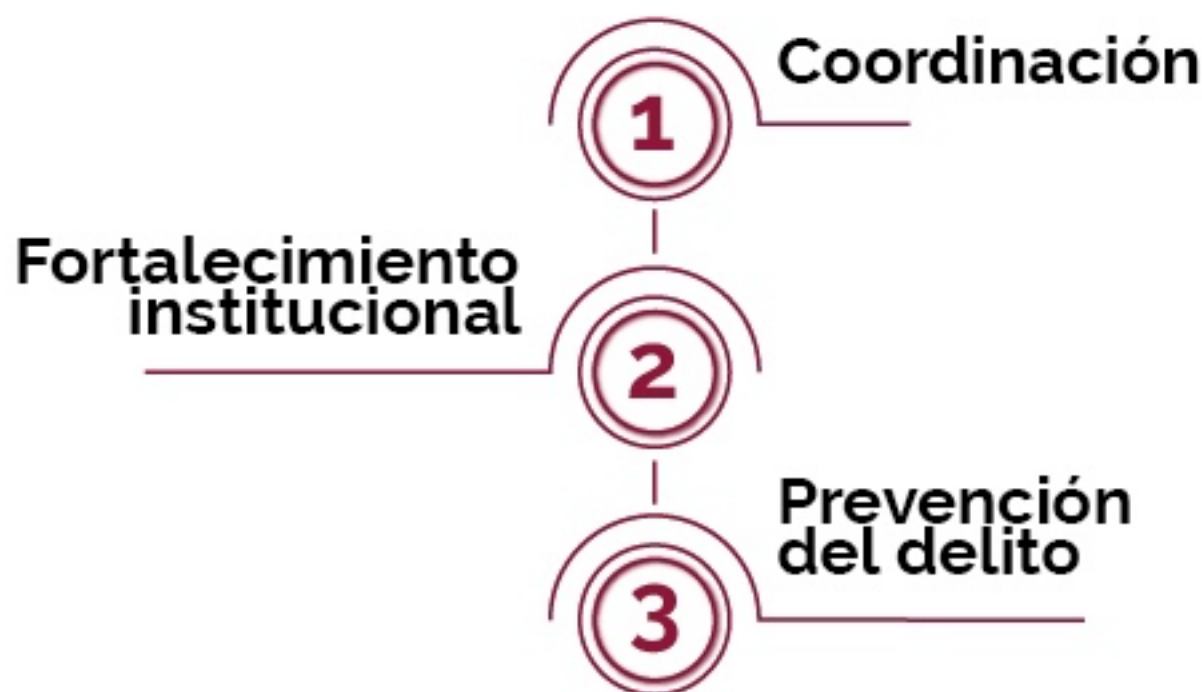 1
Coordinación
Fortalecimiento
institucional
2
Prevención
del delito
3